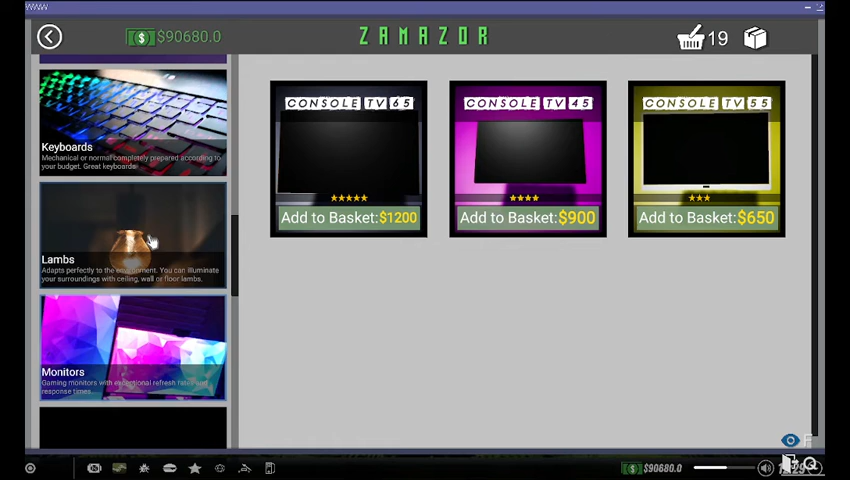 WWW
$90680.0
ZAMAZOR
19
Keyboards
Mechanical or normal completely prepared according to
your budget. Great keyboards
Lambs
Adapts perfectly to the environment. You can illuminate
your surroundings with ceiling, wall or floor lambs.
Monitors
Gaming monitors with exceptional refresh rates and
response times.
CONSOLE TV 65
Add to Basket:$1200
CONSOLE TV 45
Add to Basket:$900
CONSOLE TV 55
Add to Basket:$650
F
$90680.0
Q